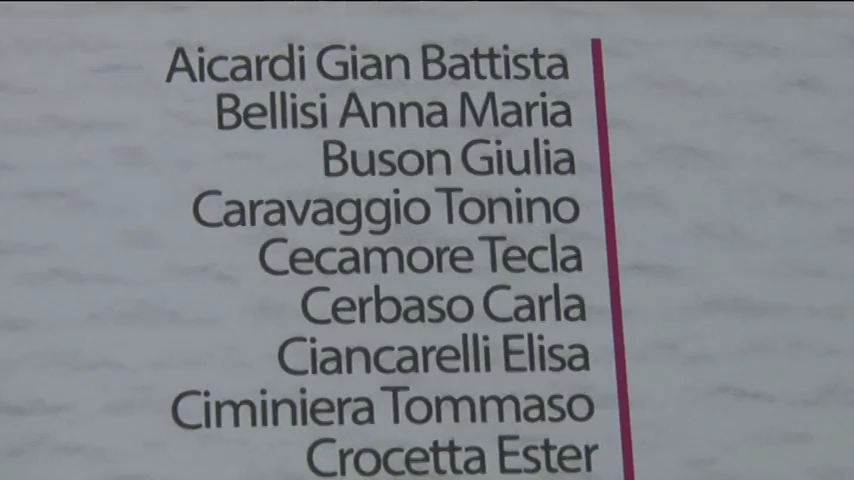 Aicardi Gian Battista
Bellisi Anna Maria
Buson Giulia
Caravaggio Tonino
Cecamore Tecla
Cerbaso Carla
Ciancarelli Elisa
Ciminiera Tommaso
Crocetta Ester